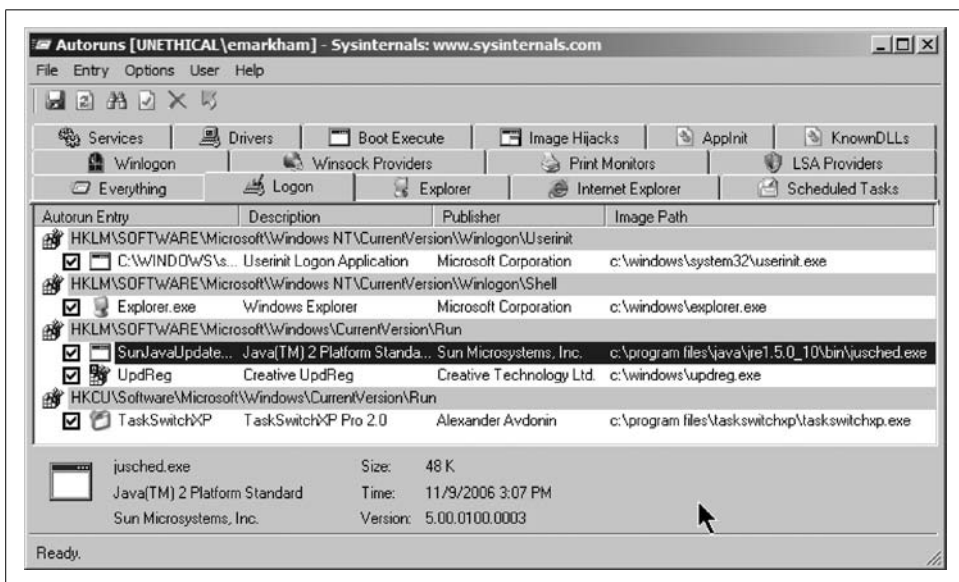 Autoruns [UNETHICAL\emarkham] - Sysinternals: www.sysinternals.com
File Entry Options User Help
Services Drivers Boot Execute Image Hijacks AppInit KnownDLLs
Winlogon Winsock Providers Print Monitors LSA Providers
Everything Logon Explorer Internet Explorer Scheduled Tasks
Autorun Entry Description Publisher Image Path
HKLM\SOFTWARE\Microsoft\Windows NT\CurrentVersion\Winlogon\Userinit
C:\WINDOWS\s... Userinit Logon Application Microsoft Corporation c:\windows\system32\userinit.exe
HKLM\SOFTWARE\Microsoft\Windows NT\CurrentVersion\Winlogon\Shell
Explorer.exe Windows Explorer Microsoft Corporation c:\windows\explorer.exe
HKLM\SOFTWARE\Microsoft\Windows\CurrentVersion\Run
SunJavaUpdate... Java(TM) 2 Platform Standa... Sun Microsystems, Inc. c:\program files\java\jre1.5.0_10\bin\jusched.exe
UpdReg Creative UpdReg Creative Technology Ltd. c:\windows\updreg.exe
HKCU\Software\Microsoft\Windows\CurrentVersion\Run
TaskSwitchXP TaskSwitchXP Pro 2.0 Alexander Avdonin c:\program files\taskswitchxp\taskswitchxp.exe
jusched.exe Size: 48 K
Java(TM) 2 Platform Standard Time: 11/9/2006 3:07 PM
Sun Microsystems, Inc. Version: 5.00.0100.0003
Ready.